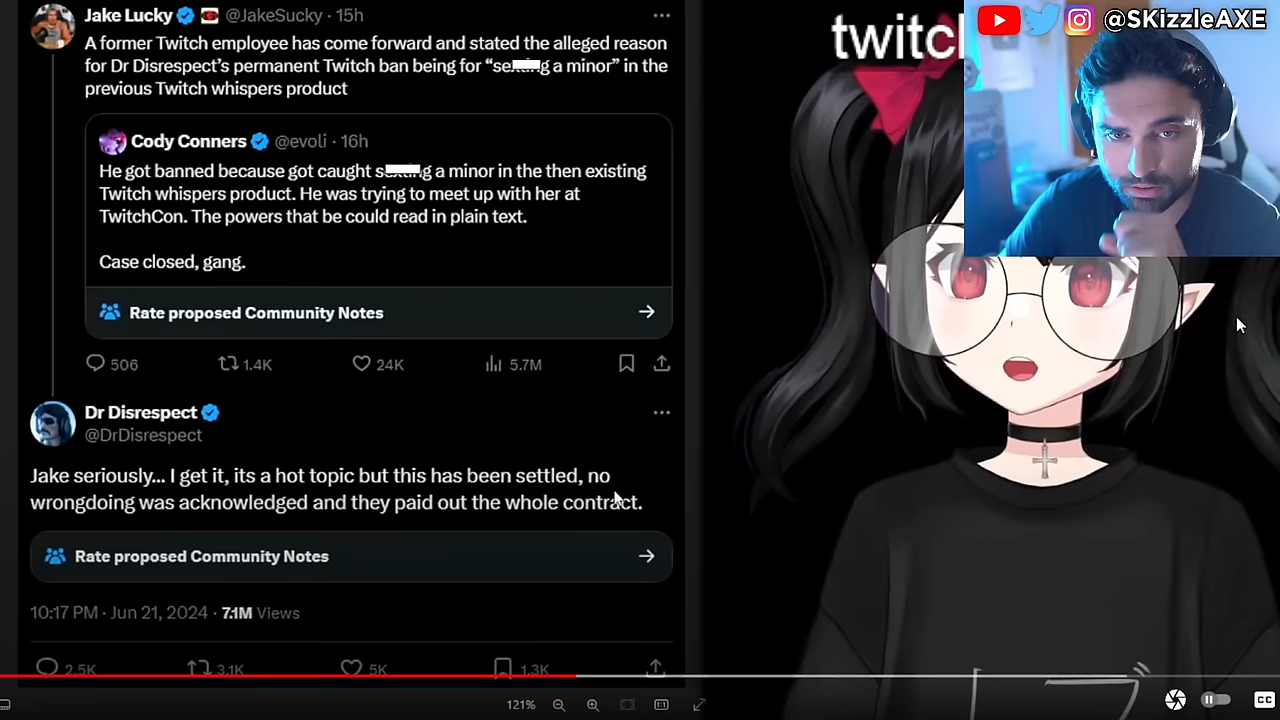 Jake Lucky @JakeSucky · 15h
A former Twitch employee has come forward and stated the alleged reason
for Dr Disrespect's permanent Twitch ban being for "se g a minor" in the
previous Twitch whispers product
Cody Conners @evoli · 16h
He got banned because got caught s g a minor in the then existing
Twitch whispers product. He was trying to meet up with her at
TwitchCon. The powers that be could read in plain text.
Case closed, gang.
Rate proposed Community Notes
506 1.4K 24K 5.7M
Dr Disrespect
@DrDisrespect
Jake seriously... I get it, its a hot topic but this has been settled, no
wrongdoing was acknowledged and they paid out the whole contract.
Rate proposed Community Notes
10:17 PM · Jun 21, 2024 · 7.1M Views
2.5K 3.1K 5K 1.3K
twitc
@SKizzleAXE
121%
1:1
CC